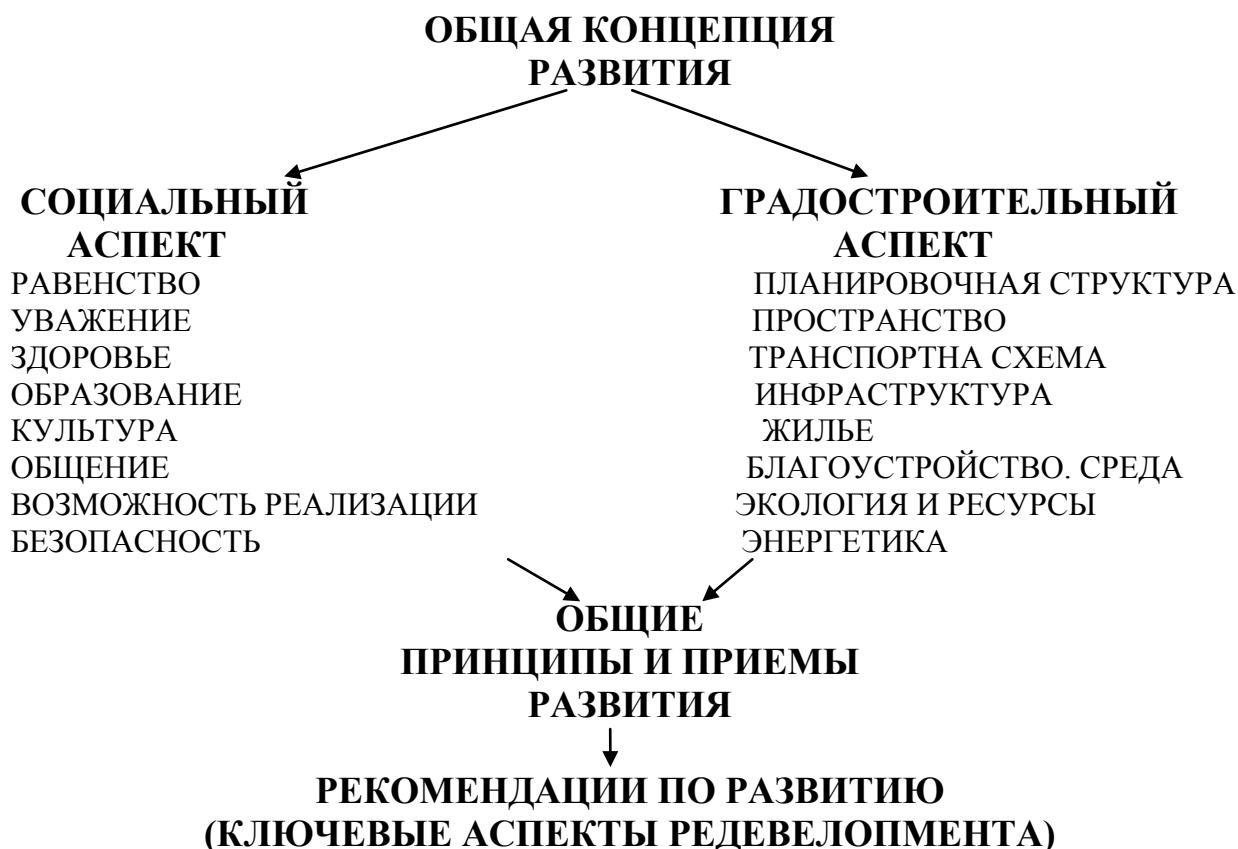 ОБЩАЯ КОНЦЕПЦИЯ
РАЗВИТИЯ
СОЦИАЛЬНЫЙ
АСПЕКТ
РАВЕНСТВО
УВАЖЕНИЕ
ЗДОРОВЬЕ
ОБРАЗОВАНИЕ
КУЛЬТУРА
ОБЩЕНИЕ
ВОЗМОЖНОСТЬ РЕАЛИЗАЦИИ
БЕЗОПАСНОСТЬ
ГРАДОСТРОИТЕЛЬНЫЙ
АСПЕКТ
ПЛАНИРОВОЧНАЯ СТРУКТУРА
ПРОСТРАНСТВО
ТРАНСПОРТНА СХЕМА
ИНФРАСТРУКТУРА
ЖИЛЬЕ
БЛАГОУСТРОЙСТВО. СРЕДА
ЭКОЛОГИЯ И РЕСУРСЫ
ЭНЕРГЕТИКА
ОБЩИЕ
ПРИНЦИПЫ И ПРИЕМЫ
РАЗВИТИЯ
РЕКОМЕНДАЦИИ ПО РАЗВИТИЮ
(КЛЮЧЕВЫЕ АСПЕКТЫ РЕДЕВЕЛОПМЕНТА)